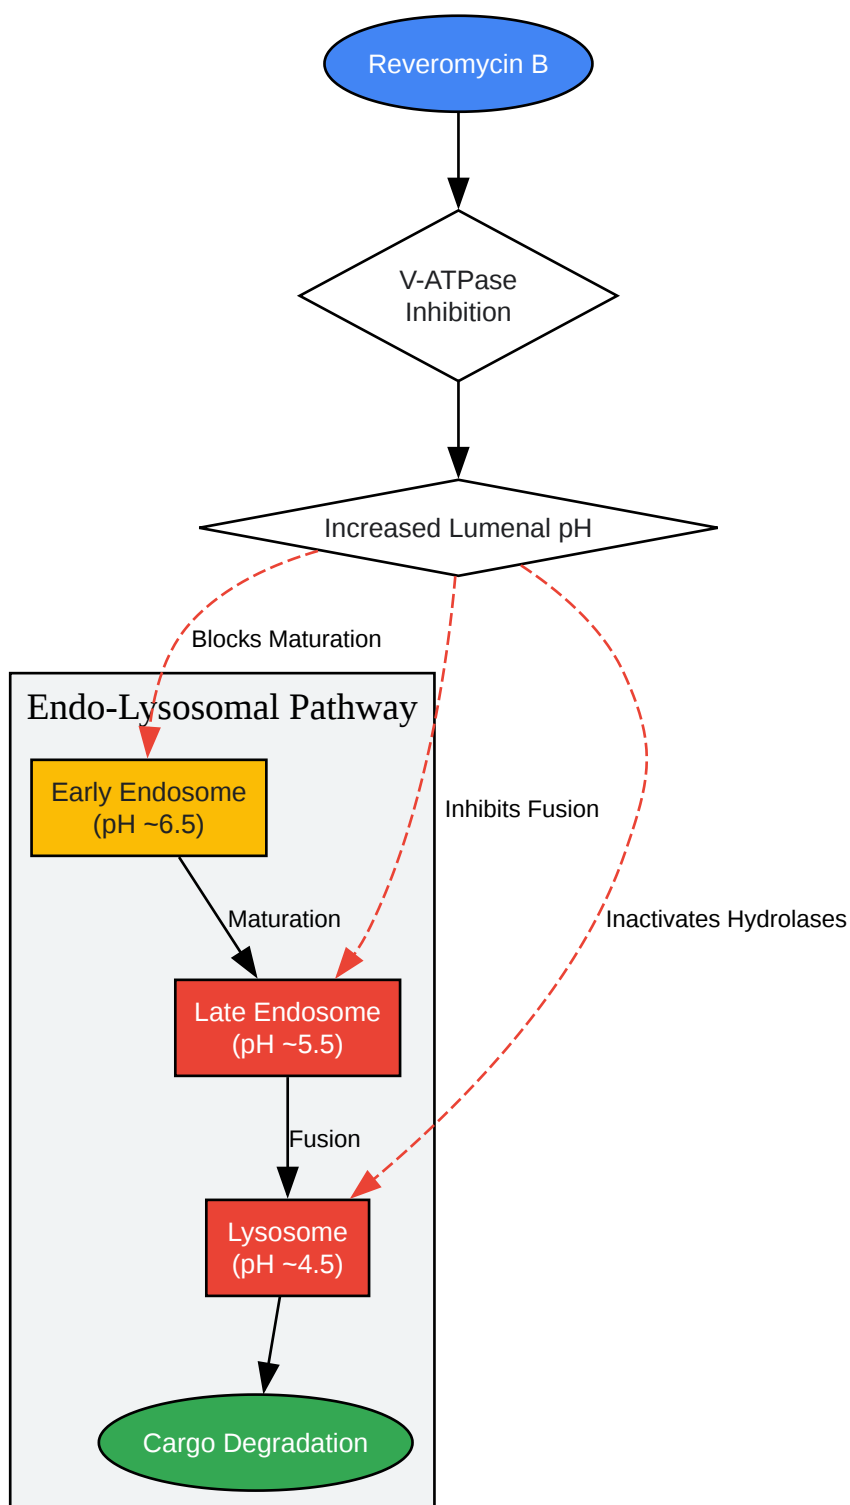 Reveromycin B
V-ATPase
Inhibition
Increased Lumenal pH
Blocks Maturation
Endo-Lysosomal Pathway
Early Endosome
(pH ~6.5)
Inhibits Fusion
Maturation
Inactivates Hydrolases
Late Endosome
(pH ~5.5)
Fusion
Lysosome
(pH ~4.5)
Cargo Degradation